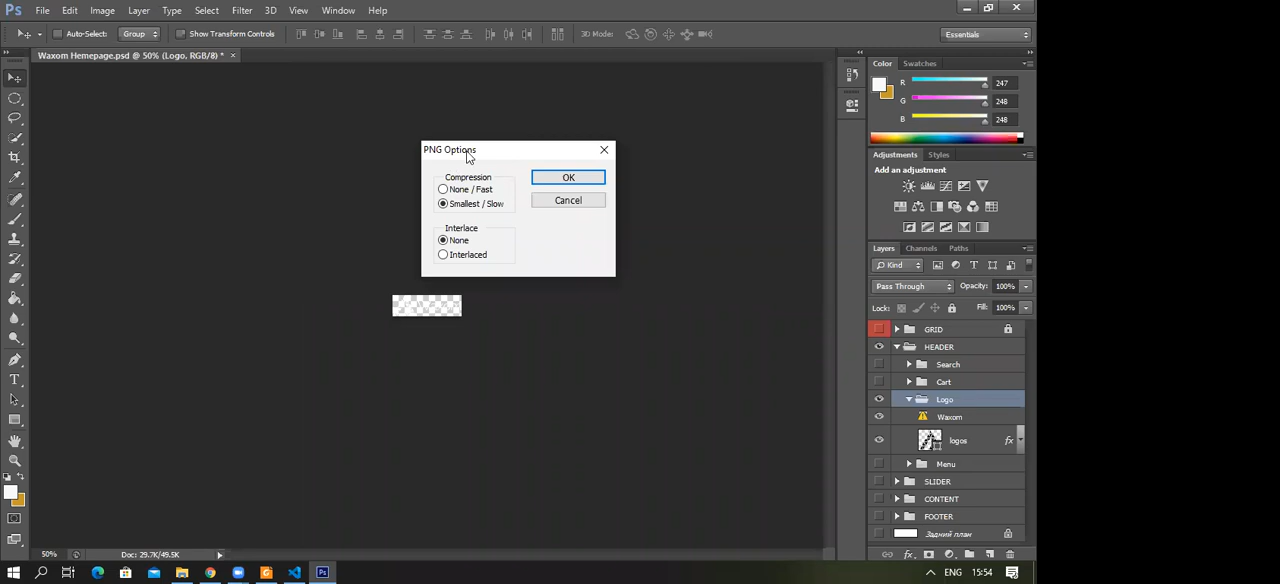 Ps File Edit Image Layer Type Select Filter 3D View Window Help
Auto-Select: Group Show Transform Controls 3D Mode: Essentials
Waxom Hemepage.psd @ 50% (Logo, RGB/8) * ×
Color Swatches
R 247
G 248
B 248
PNG Options
Compression
None / Fast
Smallest / Slow
OK
Cancel
Interlace
None
Interlaced
Adjustments Styles
Add an adjustment
Layers Channels Paths
Kind
Pass Through Opacity: 100%
Lock: Fill: 100%
GRID
HEADER
Search
Cart
Logo
Waxom
logos fx
Menu
SLIDER
CONTENT
FOOTER
Задний план
50% Doc: 29.7K/49.5K
ENG 15:54